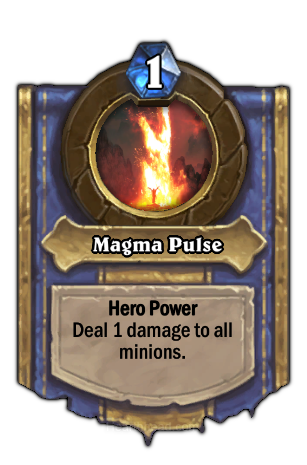 1
Magma Pulse
Hero Power
Deal 1 damage to all
minions.